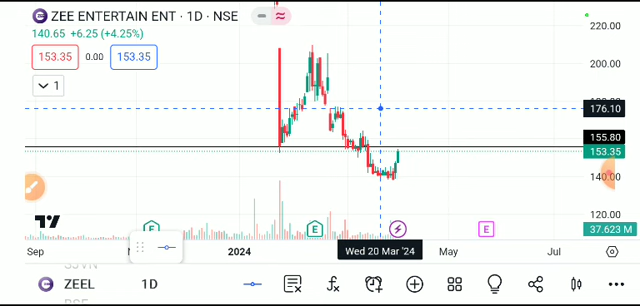 ZEE ENTERTAIN ENT · 1D · NSE
140.65 +6.25 (+4.25%)
153.35 0.00 153.35
1
220.00
200.00
176.10
155.80
153.35
140.00
120.00
37.623 M
E E E
Sep 2024 Wed 20 Mar '24 May Jul
ZEEL 1D